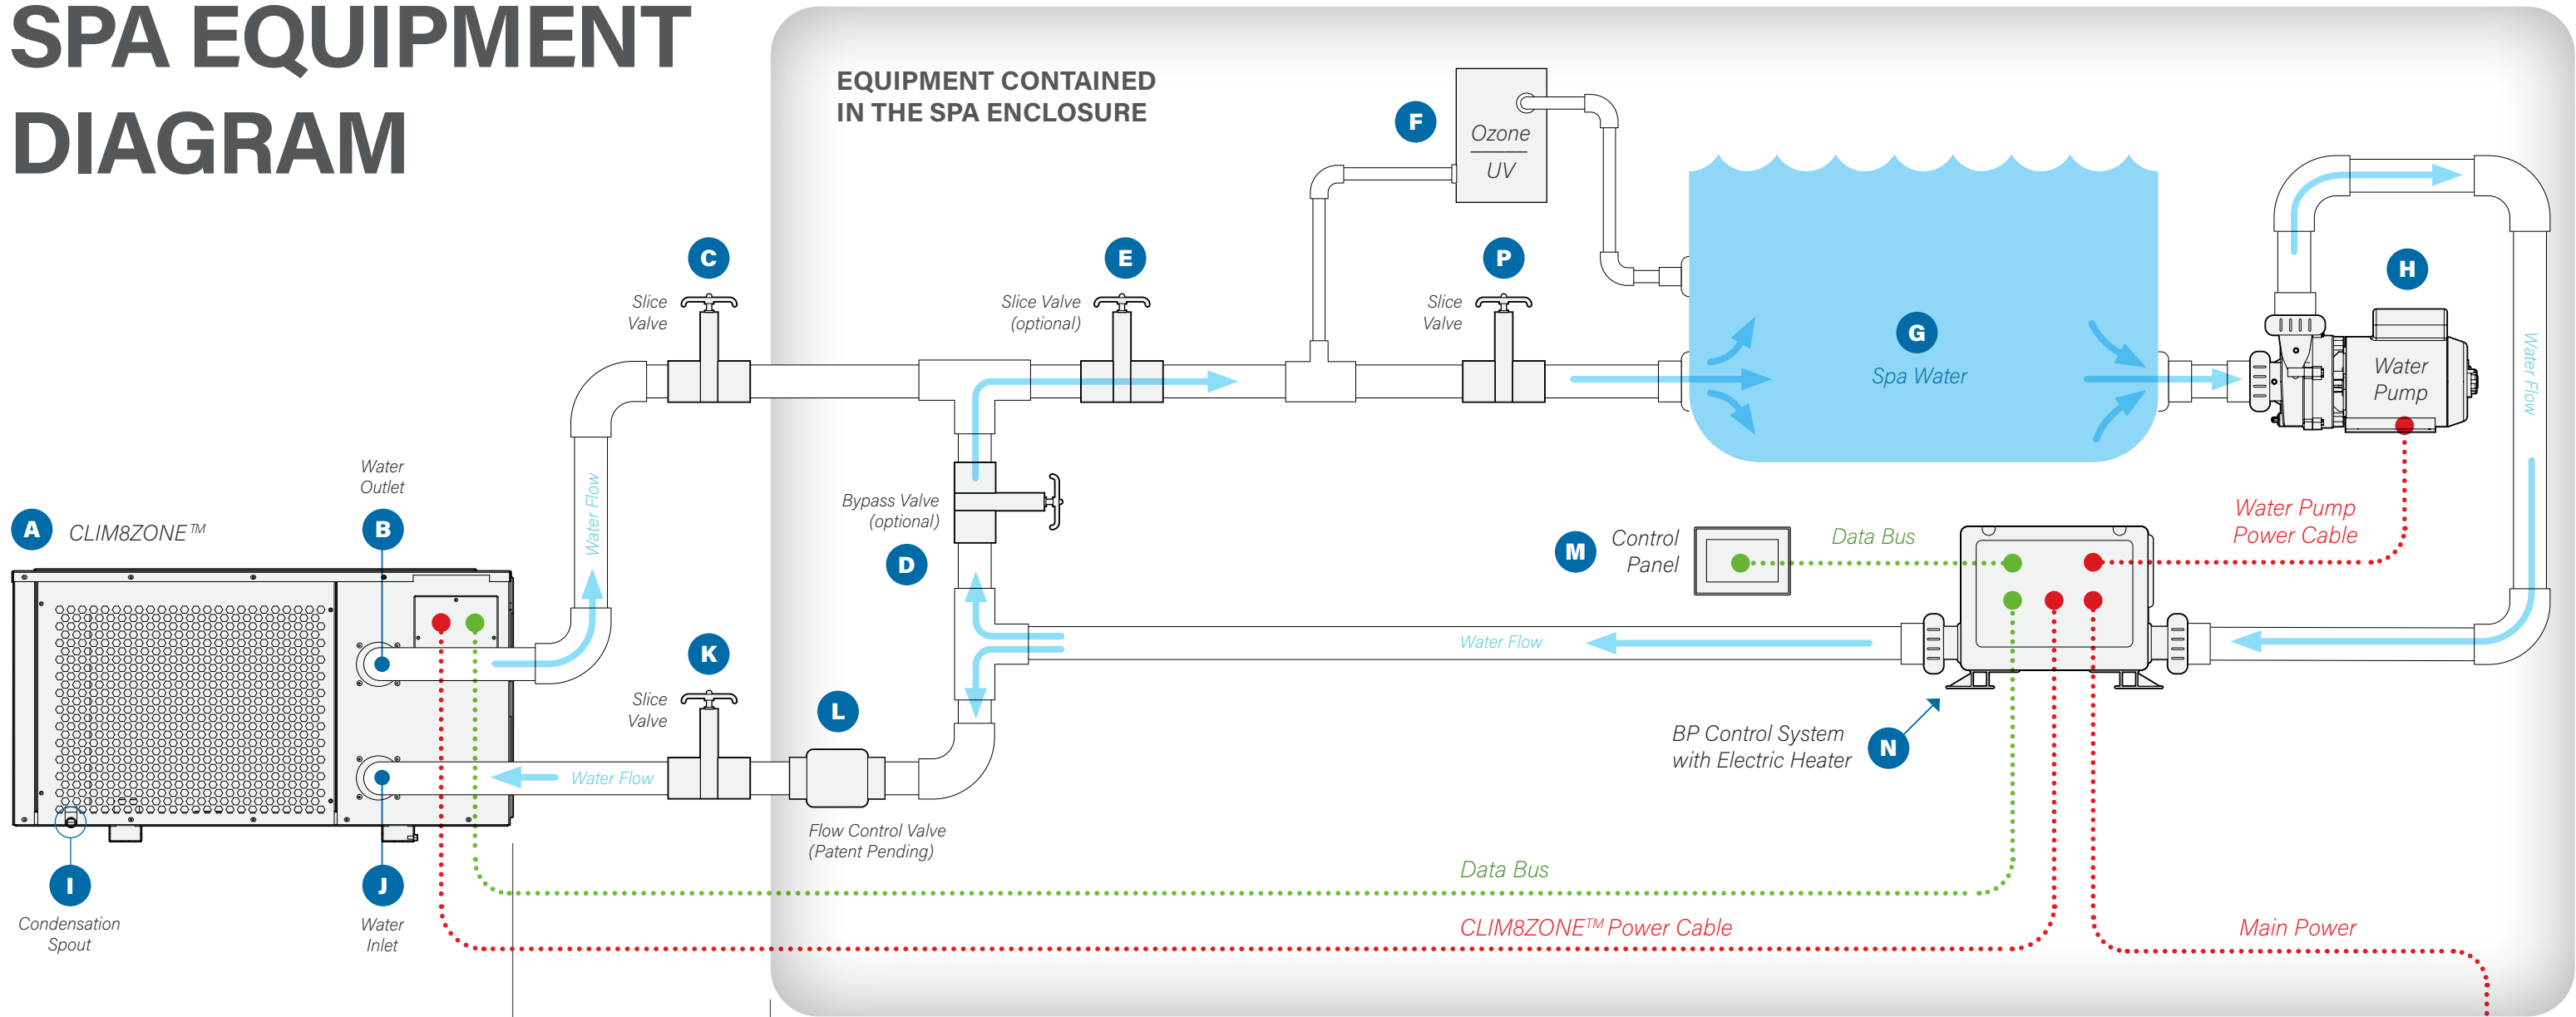 SPA EQUIPMENT
DIAGRAM
EQUIPMENT CONTAINED
IN THE SPA ENCLOSURE
F
Ozone
UV
C
Slice
Valve
E
Slice Valve
(optional)
P
Slice
Valve
G
Spa Water
H
Water
Pump
Water Flow
Water
Outlet
Water Flow
A
CLIM8ZONE™
B
Bypass Valve
(optional)
D
M
Control
Panel
Data Bus
Water Pump
Power Cable
Water Flow
K
Slice
Valve
L
Water Flow
BP Control System
with Electric Heater
N
Flow Control Valve
(Patent Pending)
I
Condensation
Spout
J
Water
Inlet
Data Bus
CLIM8ZONE™ Power Cable
Main Power